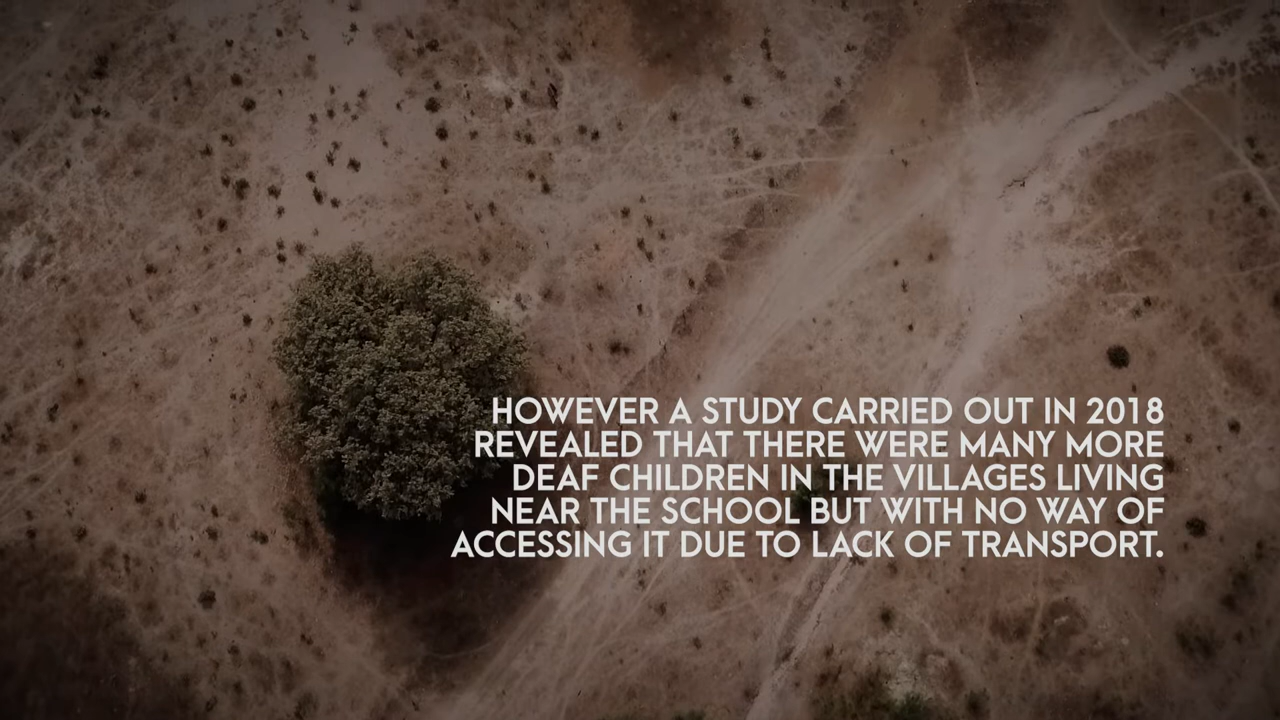 HOWEVER A STUDY CARRIED OUT IN 2018
REVEALED THAT THERE WERE MANY MORE
DEAF CHILDREN IN THE VILLAGES LIVING
NEAR THE SCHOOL BUT WITH NO WAY OF
ACCESSING IT DUE TO LACK OF TRANSPORT.